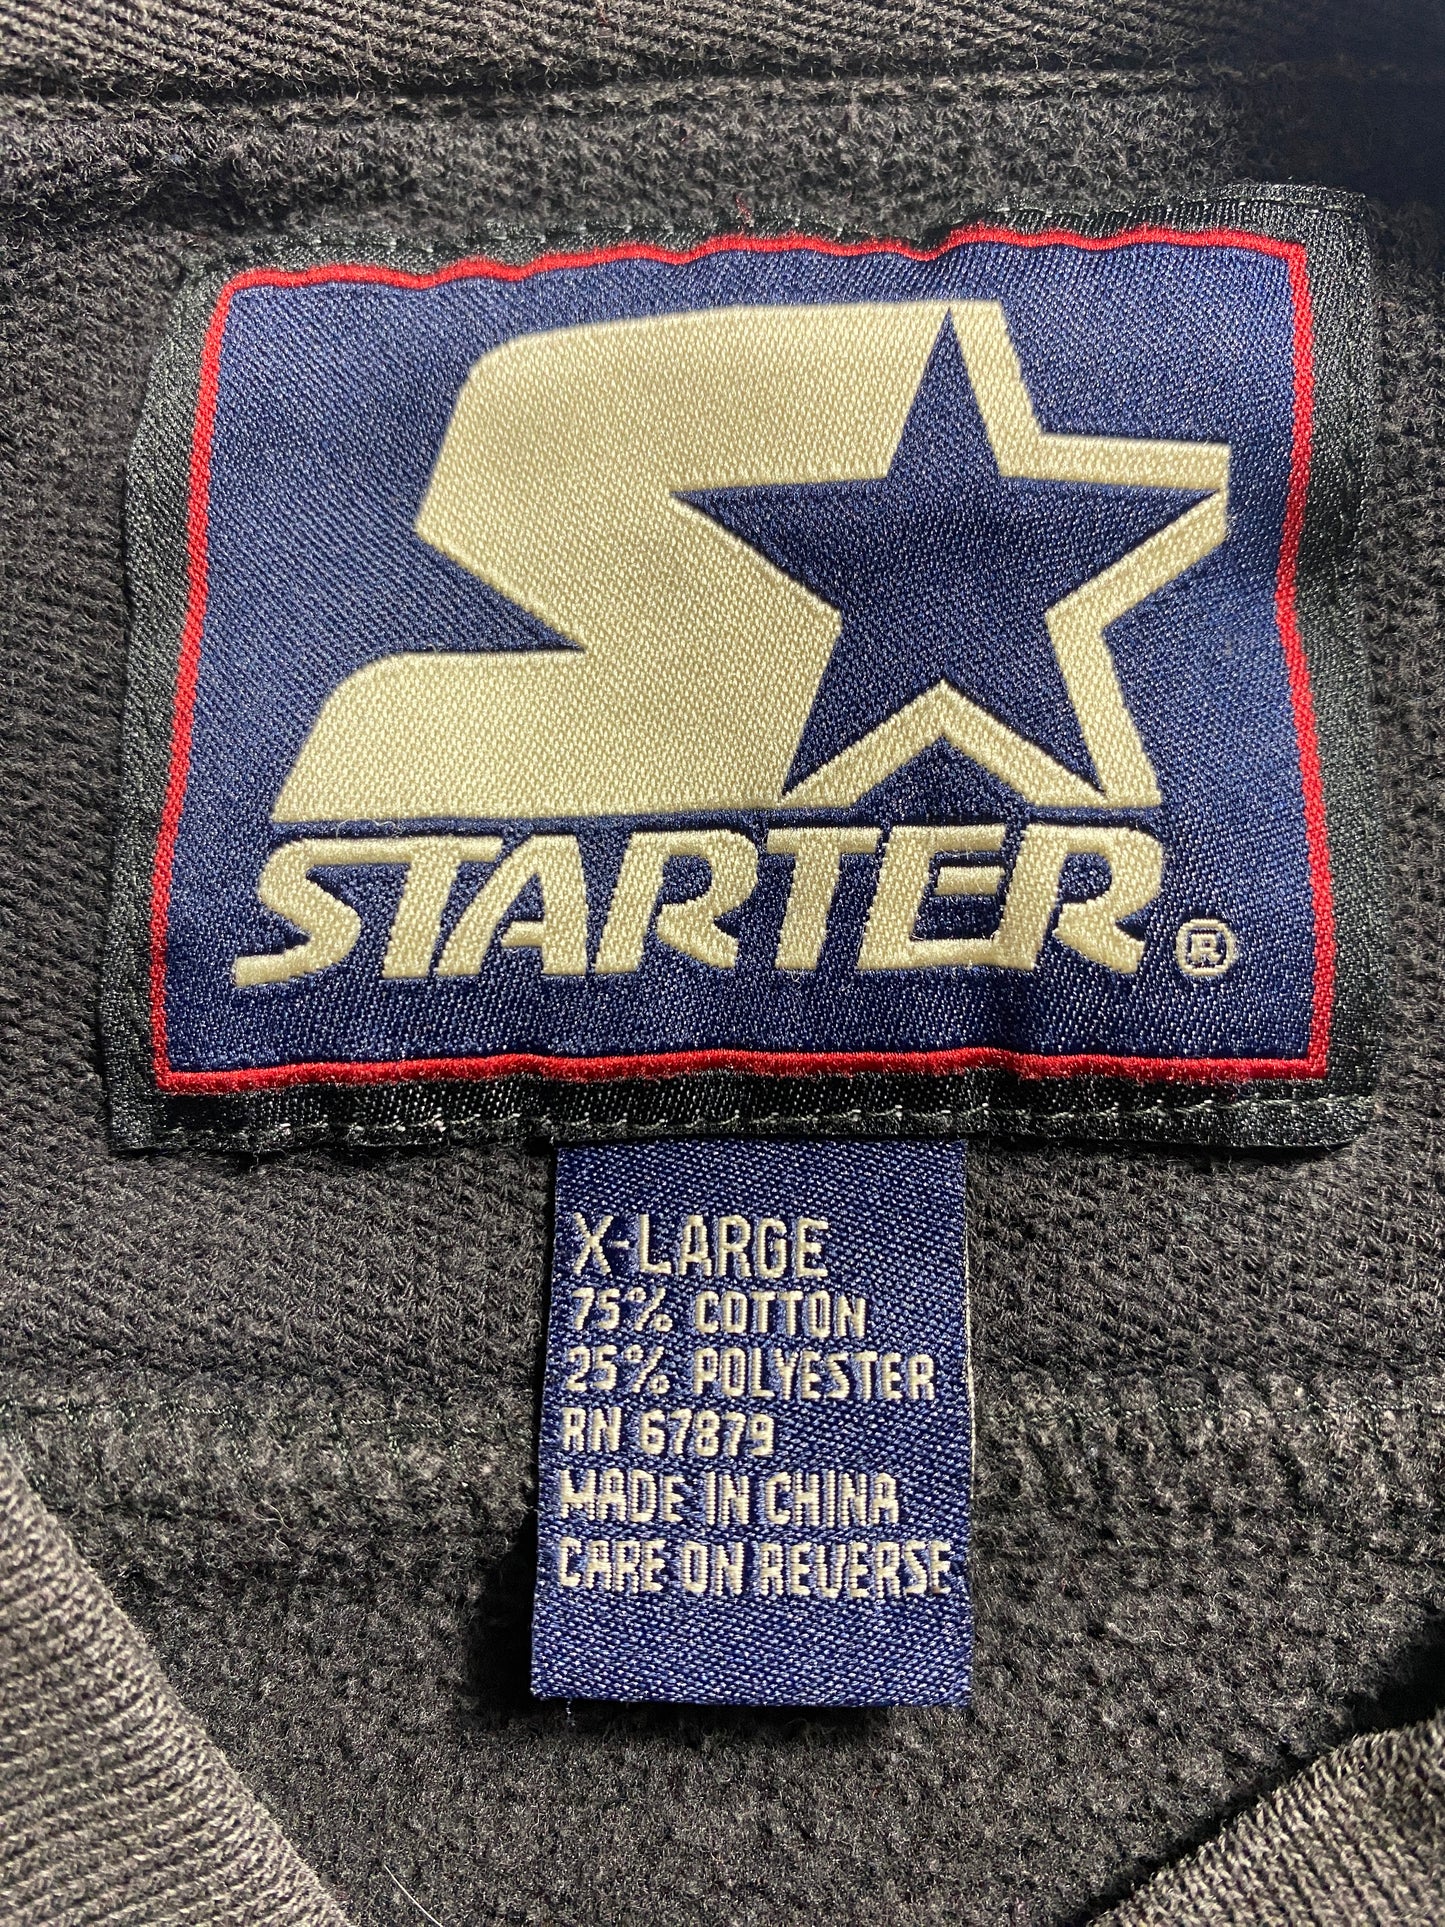 STARTER®
X-LARGE
75% COTTON
25% POLYESTER
RN 67879
MADE IN CHINA
CARE ON REVERSE